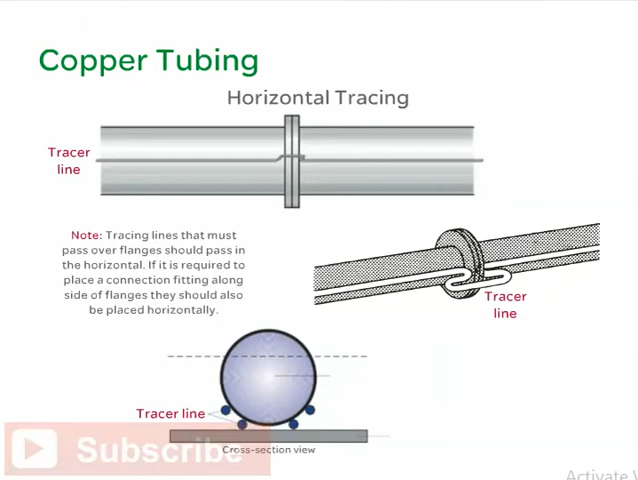 Copper Tubing
Horizontal Tracing
Tracer
line
Note: Tracing lines that must
pass over flanges should pass in
the horizontal. If it is required to
place a connection fitting along
side of flanges they should also
be placed horizontally.
Tracer
line
Tracer line
Subscribe
Cross-section view
Activate